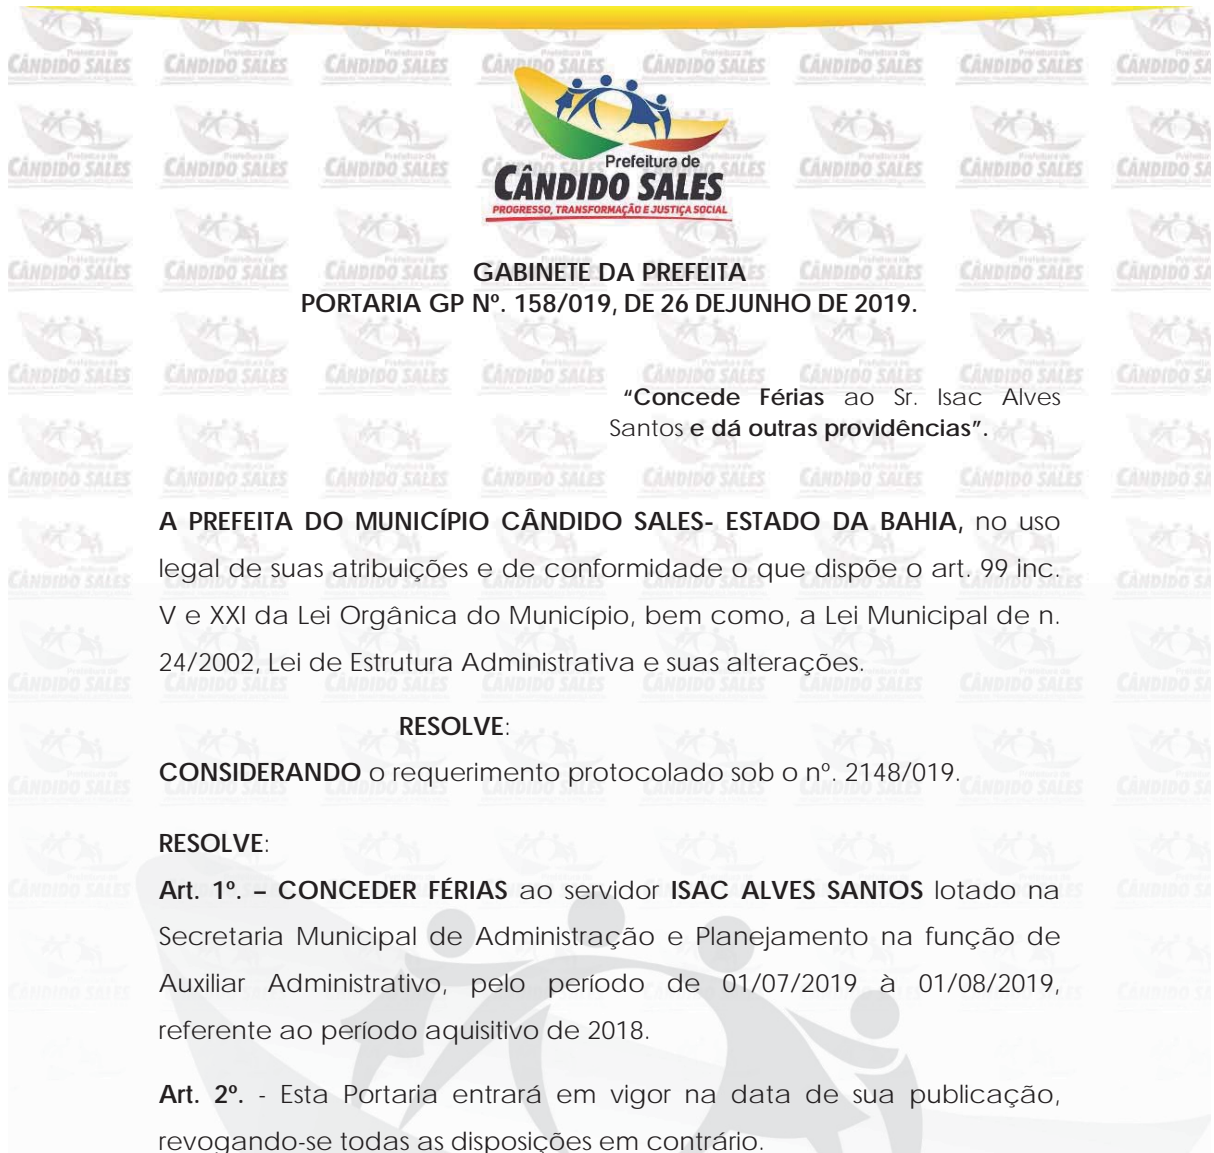 Prefeitura de
CÂNDIDO SALES
PROGRESSO, TRANSFORMAÇÃO E JUSTIÇA SOCIAL
GABINETE DA PREFEITA
PORTARIA GP Nº. 158/019, DE 26 DEJUNHO DE 2019.
“Concede Férias ao Sr. Isac Alves
Santos e dá outras providências”.
A PREFEITA DO MUNICÍPIO CÂNDIDO SALES- ESTADO DA BAHIA, no uso
legal de suas atribuições e de conformidade o que dispõe o art. 99 inc.
V e XXI da Lei Orgânica do Município, bem como, a Lei Municipal de n.
24/2002, Lei de Estrutura Administrativa e suas alterações.
RESOLVE:
CONSIDERANDO o requerimento protocolado sob o nº. 2148/019.
RESOLVE:
Art. 1º. – CONCEDER FÉRIAS ao servidor ISAC ALVES SANTOS lotado na
Secretaria Municipal de Administração e Planejamento na função de
Auxiliar Administrativo, pelo período de 01/07/2019 à 01/08/2019,
referente ao período aquisitivo de 2018.
Art. 2º. - Esta Portaria entrará em vigor na data de sua publicação,
revogando-se todas as disposições em contrário.